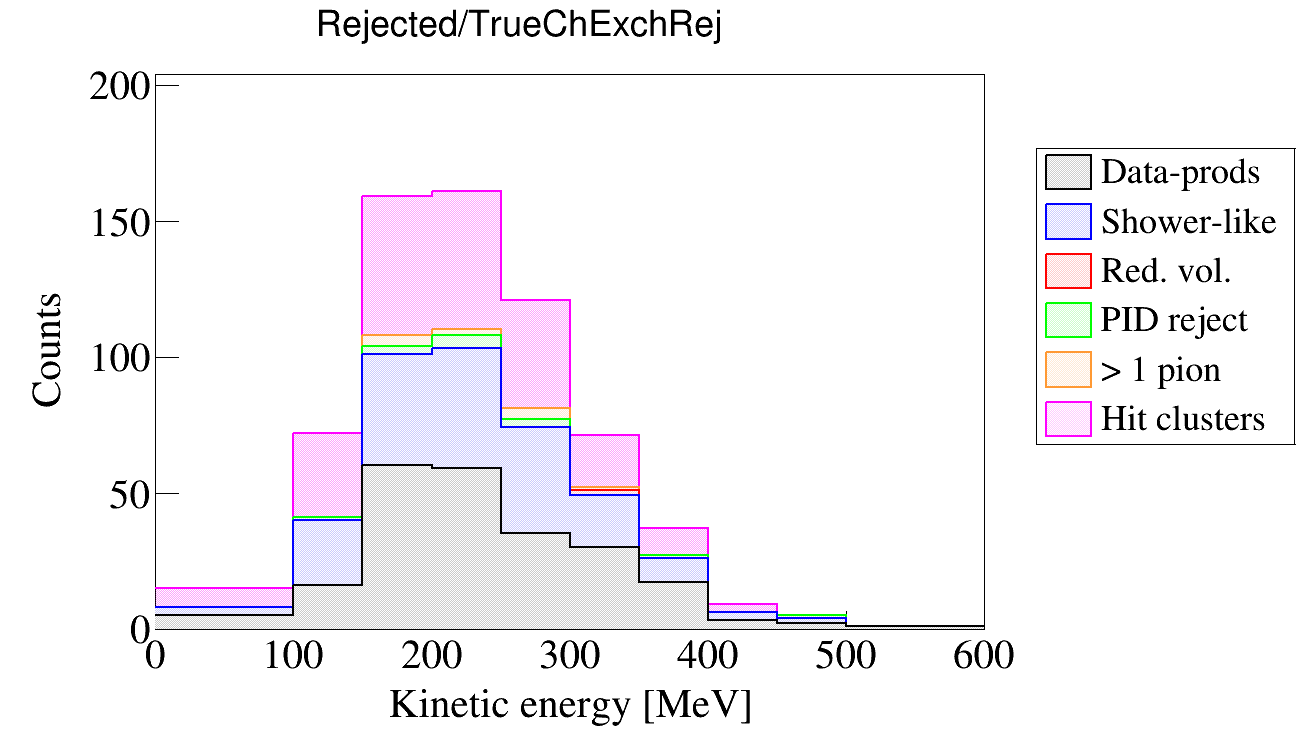 Rejected/TrueChExchRej
200
150
100
50
0
0 100 200 300 400 500 600
Counts
Kinetic energy [MeV]
Data-prods
Shower-like
Red. vol.
PID reject
> 1 pion
Hit clusters